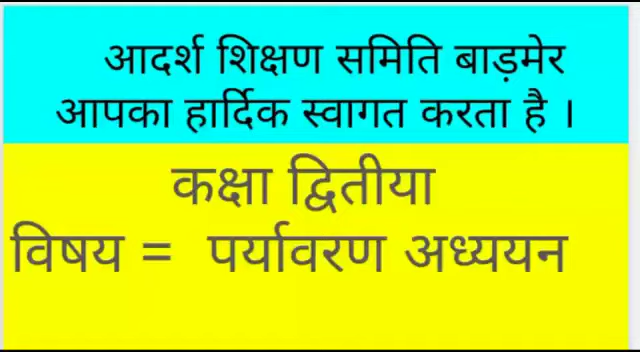 आदर्श शिक्षण समिति बाड़मेर
आपका हार्दिक स्वागत करता है ।
कक्षा द्वितीया
विषय = पर्यावरण अध्ययन